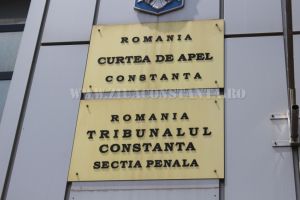 ROMANIA
CURTEA DE APEL
CONSTANTA
WWW.ZIUACONSTANTA.RO
ROMANIA
TRIBUNALUL
CONSTANTA
SECTIA PENALA